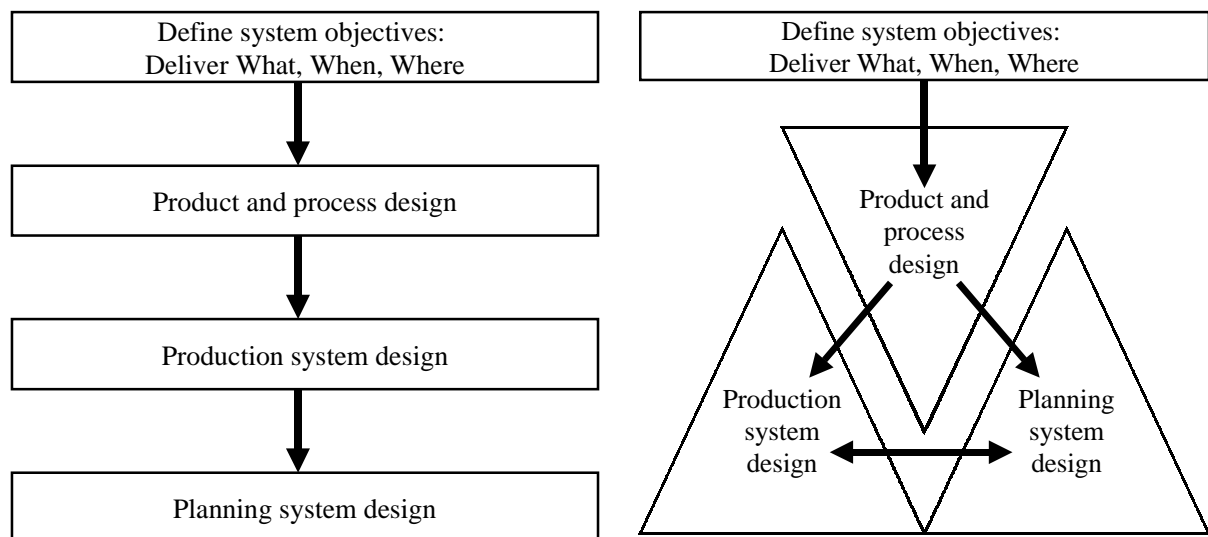 Define system objectives:
Deliver What, When, Where
Product and process design
Production system design
Planning system design
Define system objectives:
Deliver What, When, Where
Product and
process
design
Production
system
design
Planning
system
design